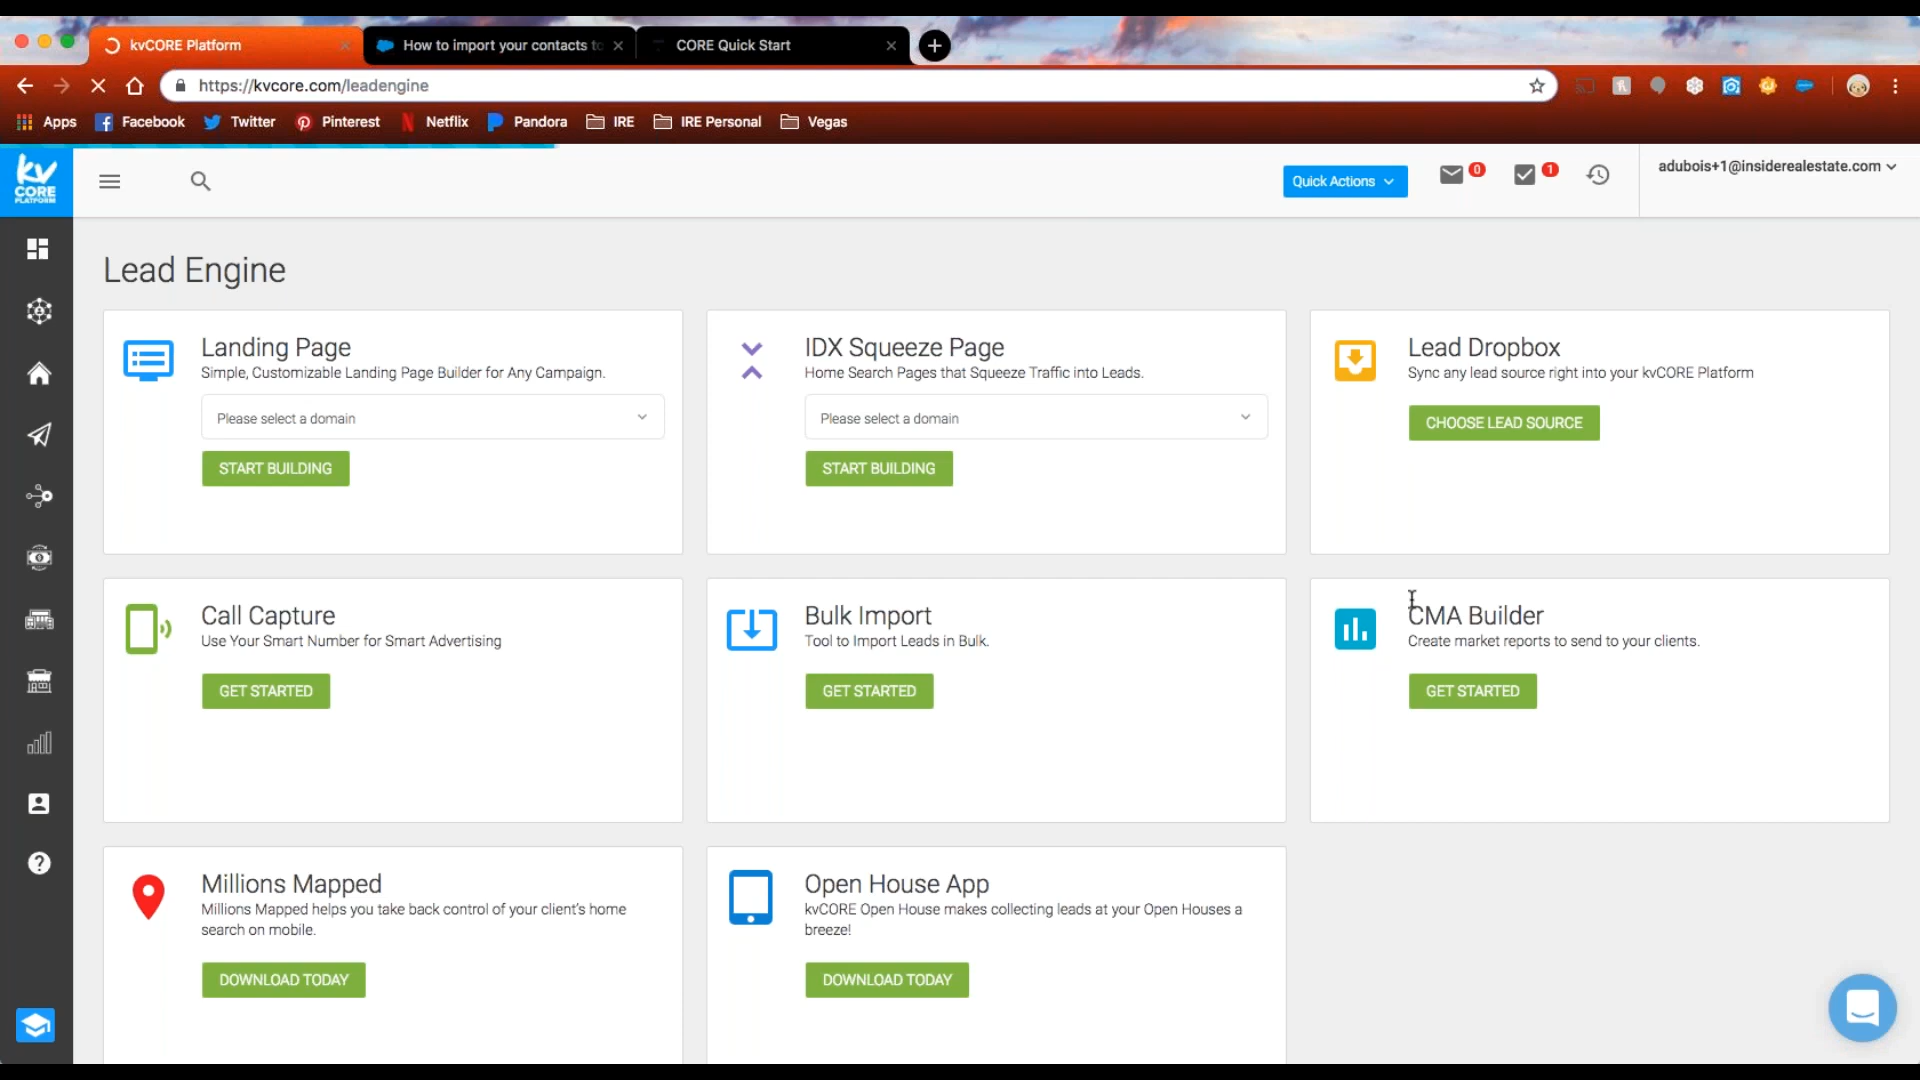 kvCORE Platform
How to import your contacts to
CORE Quick Start
https://kvcore.com/leadengine
Apps
Facebook
Twitter
Pinterest
Netflix
Pandora
IRE
IRE Personal
Vegas
kv
CORE
PLATFORM
Quick Actions
0
1
adubois+1@insiderealestate.com
Lead Engine
Landing Page
Simple, Customizable Landing Page Builder for Any Campaign.
Please select a domain
START BUILDING
IDX Squeeze Page
Home Search Pages that Squeeze Traffic into Leads.
Please select a domain
START BUILDING
Lead Dropbox
Sync any lead source right into your kvCORE Platform
CHOOSE LEAD SOURCE
Call Capture
Use Your Smart Number for Smart Advertising
GET STARTED
Bulk Import
Tool to Import Leads in Bulk.
GET STARTED
CMA Builder
Create market reports to send to your clients.
GET STARTED
Millions Mapped
Millions Mapped helps you take back control of your client's home
search on mobile.
DOWNLOAD TODAY
Open House App
kvCORE Open House makes collecting leads at your Open Houses a
breeze!
DOWNLOAD TODAY